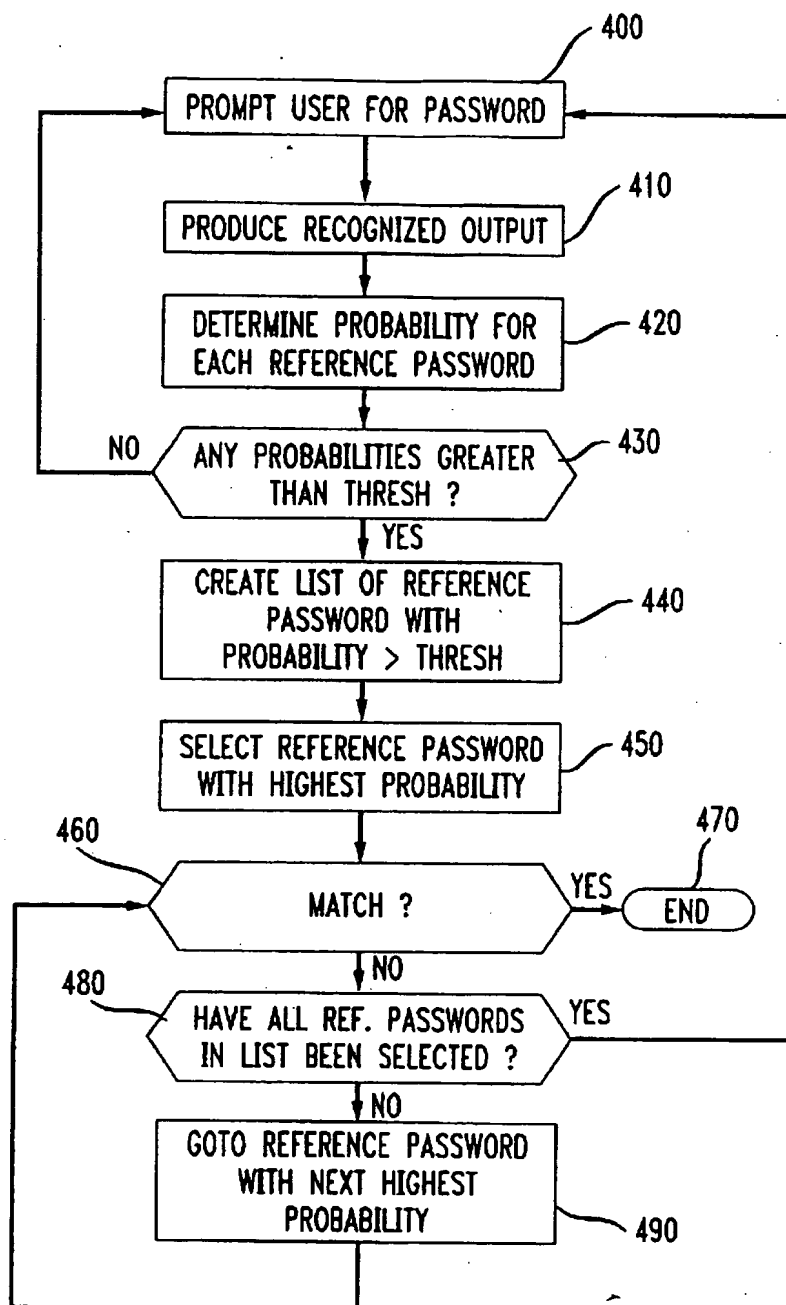 400
PROMPT USER FOR PASSWORD
410
PRODUCE RECOGNIZED OUTPUT
DETERMINE PROBABILITY FOR
EACH REFERENCE PASSWORD
420
NO
ANY PROBABILITIES GREATER
THAN THRESH ?
430
YES
CREATE LIST OF REFERENCE
PASSWORD WITH
PROBABILITY > THRESH
440
SELECT REFERENCE PASSWORD
WITH HIGHEST PROBABILITY
450
460
MATCH ?
YES
470
END
NO
480
HAVE ALL REF. PASSWORDS
IN LIST BEEN SELECTED ?
YES
NO
GOTO REFERENCE PASSWORD
WITH NEXT HIGHEST
PROBABILITY
490